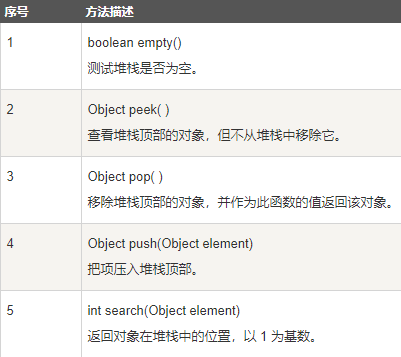 序号 方法描述
1 boolean empty()
测试堆栈是否为空。
2 Object peek( )
查看堆栈顶部的对象，但不从堆栈中移除它。
3 Object pop( )
移除堆栈顶部的对象，并作为此函数的值返回该对象。
4 Object push(Object element)
把项压入堆栈顶部。
5 int search(Object element)
返回对象在堆栈中的位置，以 1 为基数。